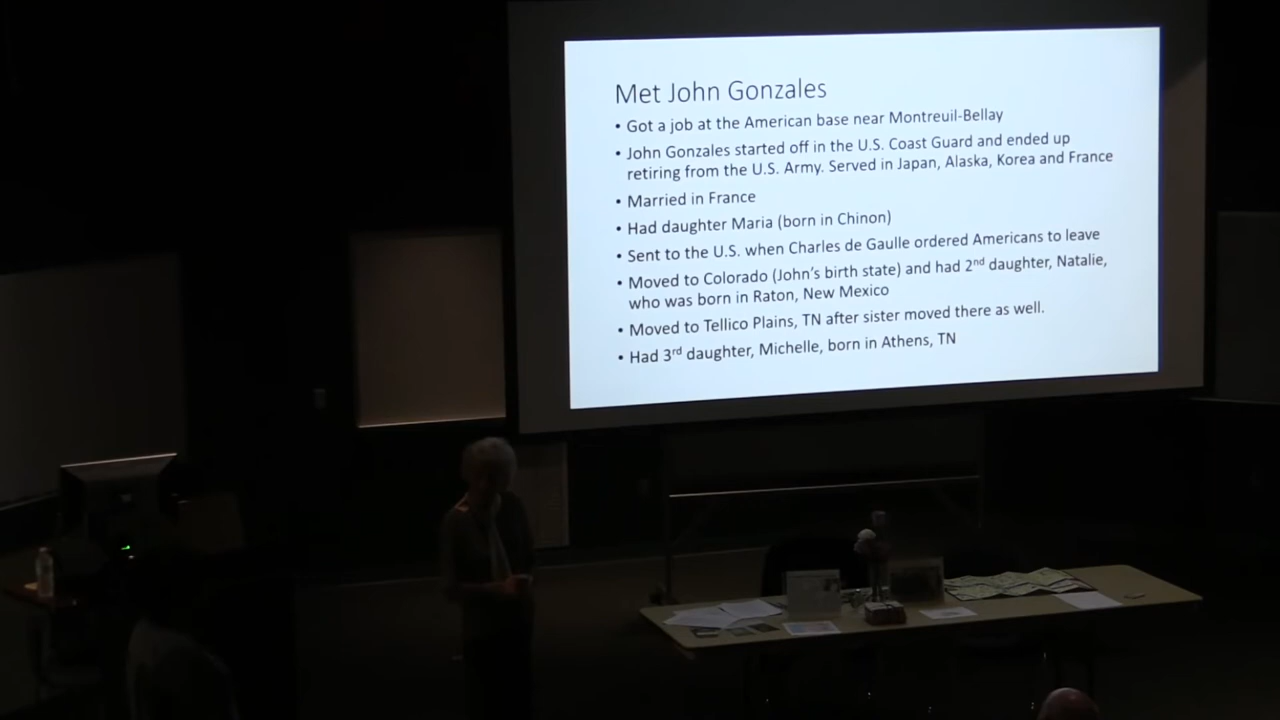 Met John Gonzales
• Got a job at the American base near Montreuil-Bellay
• John Gonzales started off in the U.S. Coast Guard and ended up
retiring from the U.S. Army. Served in Japan, Alaska, Korea and France
• Married in France
• Had daughter Maria (born in Chinon)
• Sent to the U.S. when Charles de Gaulle ordered Americans to leave
• Moved to Colorado (John's birth state) and had 2nd daughter, Natalie,
who was born in Raton, New Mexico
• Moved to Tellico Plains, TN after sister moved there as well.
• Had 3rd daughter, Michelle, born in Athens, TN